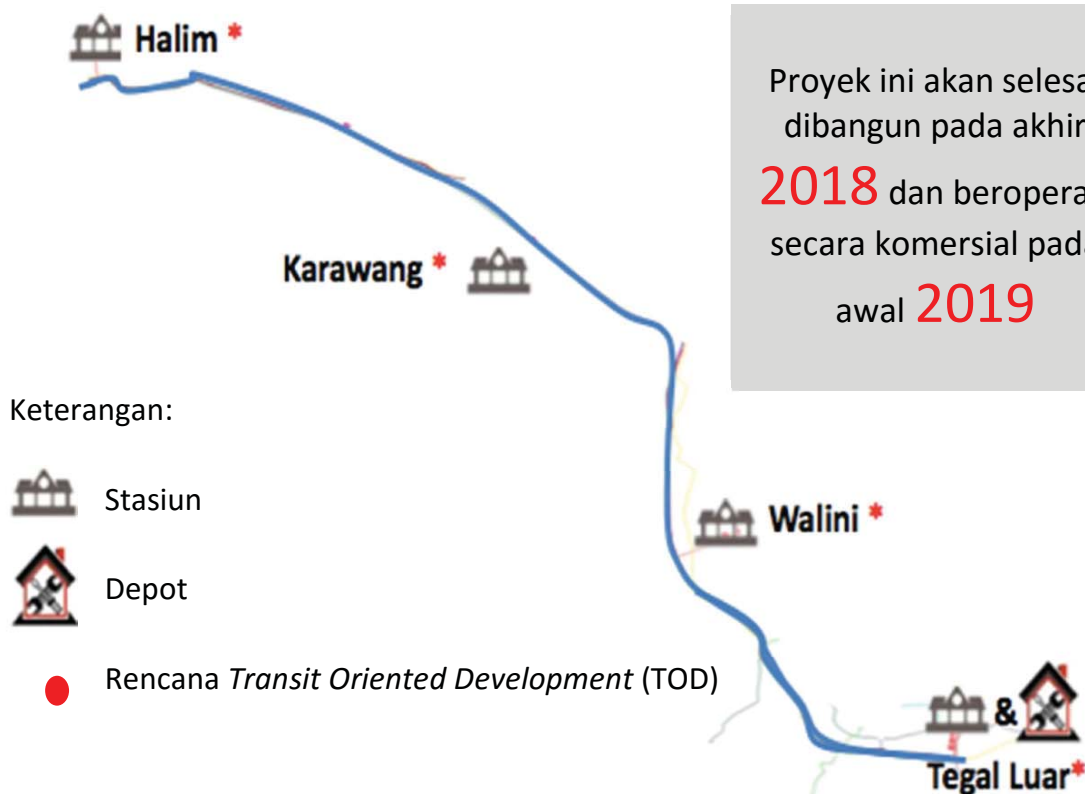 Halim *
Proyek ini akan selesa
dibangun pada akhir
2018 dan beropera
secara komersial pada
awal 2019
Karawang *
Keterangan:
Stasiun
Walini *
Depot
Rencana Transit Oriented Development (TOD)
&
Tegal Luar*